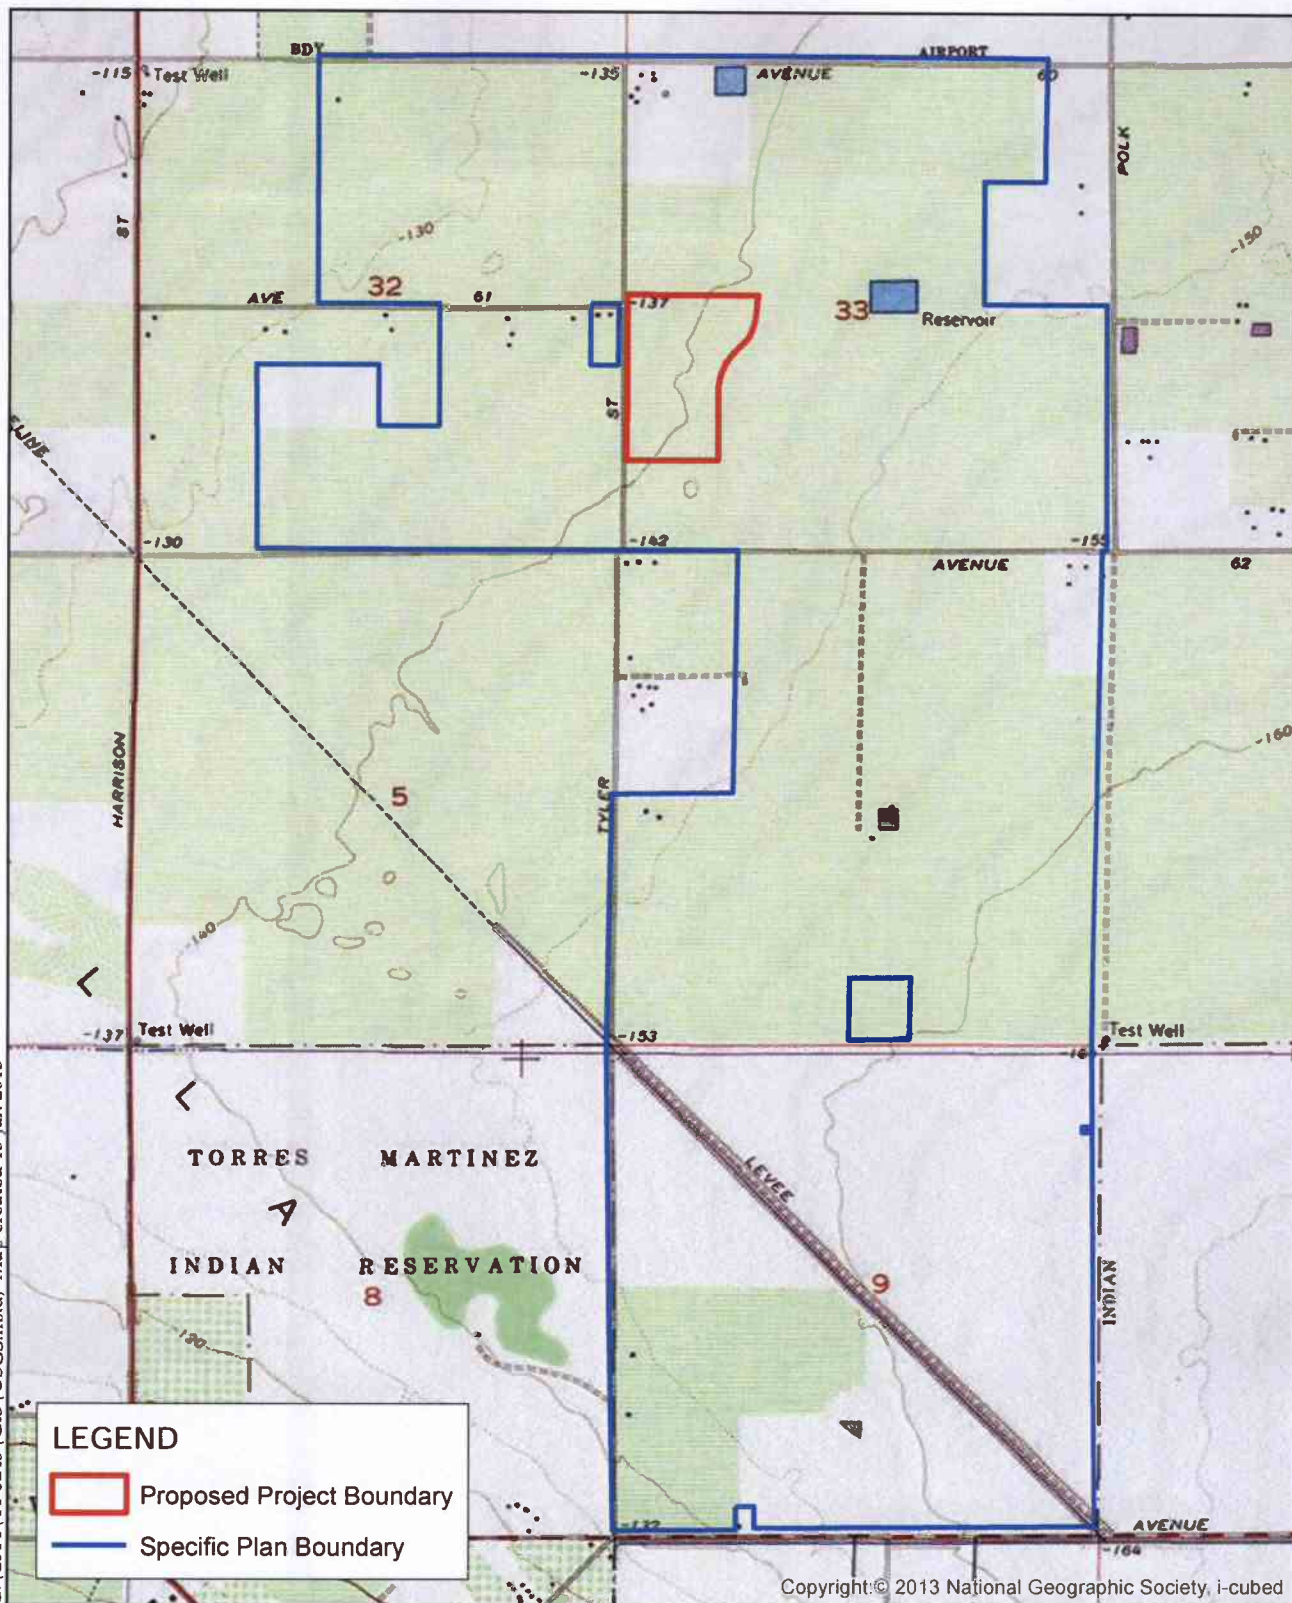 BDY
AIRPORT
-115
Test Well
-135
AVENUE
60
POLK
ST
-130
-150
32
AVE
61
-137
33
Reservoir
ST
-130
-142
-155
AVENUE
62
-160
HARRISON
TYLER
5
-140
-137
Test Well
-153
Test Well
TORRES MARTINEZ
LEVEE
INDIAN RESERVATION
INDIAN
8
9
LEGEND
Proposed Project Boundary
Specific Plan Boundary
-132
AVENUE
-164
Copyright:© 2013 National Geographic Society, i-cubed